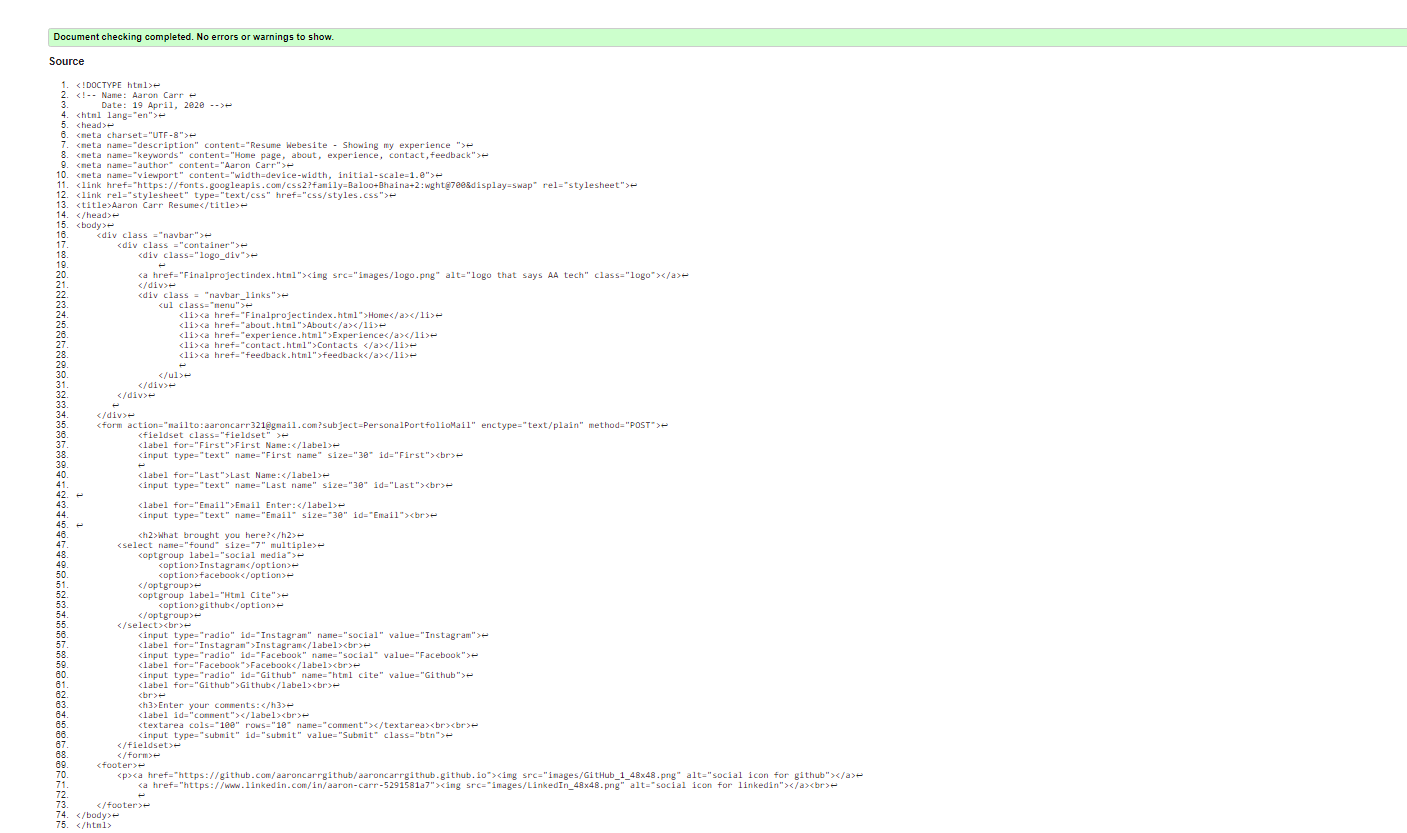 Document checking completed. No errors or warnings to show.
Source
1. <!DOCTYPE html>↩
2. <!-- Name: Aaron Carr ↩
3. Date: 19 April, 2020 -->↩
4. <html lang="en">↩
5. <head>↩
6. <meta charset="UTF-8">↩
7. <meta name="description" content="Resume Webesite - Showing my experience ">↩
8. <meta name="keywords" content="Home page, about, experience, contact,feedback">↩
9. <meta name="author" content="Aaron Carr">↩
10. <meta name="viewport" content="width=device-width, initial-scale=1.0">↩
11. <link href="https://fonts.googleapis.com/css2?family=Baloo+Bhaina+2:wght@700&display=swap" rel="stylesheet">↩
12. <link rel="stylesheet" type="text/css" href="css/styles.css">↩
13. <title>Aaron Carr Resume</title>↩
14. </head>↩
15. <body>↩
16. <div class ="navbar">↩
17. <div class ="container">↩
18. <div class="logo_div">↩
19. ↩
20. <a href="Finalprojectindex.html"><img src="images/logo.png" alt="logo that says AA tech" class="logo"></a>↩
21. </div>↩
22. <div class = "navbar_links">↩
23. <ul class="menu">↩
24. <li><a href="Finalprojectindex.html">Home</a></li>↩
25. <li><a href="about.html">About</a></li>↩
26. <li><a href="experience.html">Experience</a></li>↩
27. <li><a href="contact.html">Contacts </a></li>↩
28. <li><a href="feedback.html">feedback</a></li>↩
29. ↩
30. </ul>↩
31. </div>↩
32. </div>↩
33. ↩
34. </div>↩
35. <form action="mailto:aaroncarr321@gmail.com?subject=PersonalPortfolioMail" enctype="text/plain" method="POST">↩
36. <fieldset class="fieldset" >↩
37. <label for="First">First Name:</label>↩
38. <input type="text" name="First name" size="30" id="First"><br>↩
39. ↩
40. <label for="Last">Last Name:</label>↩
41. <input type="text" name="Last name" size="30" id="Last"><br>↩
42. ↩
43. <label for="Email">Email Enter:</label>↩
44. <input type="text" name="Email" size="30" id="Email"><br>↩
45. ↩
46. <h2>What brought you here?</h2>↩
47. <select name="found" size="7" multiple>↩
48. <optgroup label="social media">↩
49. <option>Instagram</option>↩
50. <option>facebook</option>↩
51. </optgroup>↩
52. <optgroup label="Html Cite">↩
53. <option>github</option>↩
54. </optgroup>↩
55. </select><br>↩
56. <input type="radio" id="Instagram" name="social" value="Instagram">↩
57. <label for="Instagram">Instagram</label><br>↩
58. <input type="radio" id="Facebook" name="social" value="Facebook">↩
59. <label for="Facebook">Facebook</label><br>↩
60. <input type="radio" id="Github" name="html cite" value="Github">↩
61. <label for="Github">Github</label><br>↩
62. <br>↩
63. <h3>Enter your comments:</h3>↩
64. <label id="comment"></label><br>↩
65. <textarea cols="100" rows="10" name="comment"></textarea><br><br>↩
66. <input type="submit" id="submit" value="Submit" class="btn">↩
67. </fieldset>↩
68. </form>↩
69. <footer>↩
70. <p><a href="https://github.com/aaroncarrgithub/aaroncarrgithub.github.io"><img src="images/GitHub_1_48x48.png" alt="social icon for github"></a>↩
71. <a href="https://www.linkedin.com/in/aaron-carr-5291581a7"><img src="images/LinkedIn_48x48.png" alt="social icon for linkedin"></a><br>↩
72. ↩
73. </footer>↩
74. </body>↩
75. </html>